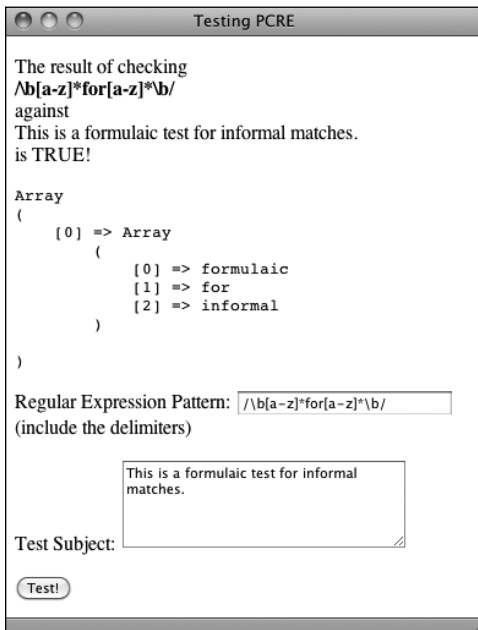 Testing PCRE
The result of checking
/\b[a-z]*for[a-z]*\b/
against
This is a formulaic test for informal matches.
is TRUE!
Array
(
[0] => Array
(
[0] => formulaic
[1] => for
[2] => informal
)
)
Regular Expression Pattern: /\b[a-z]*for[a-z]*\b/
(include the delimiters)
This is a formulaic test for informal
matches.
Test Subject:
Test!